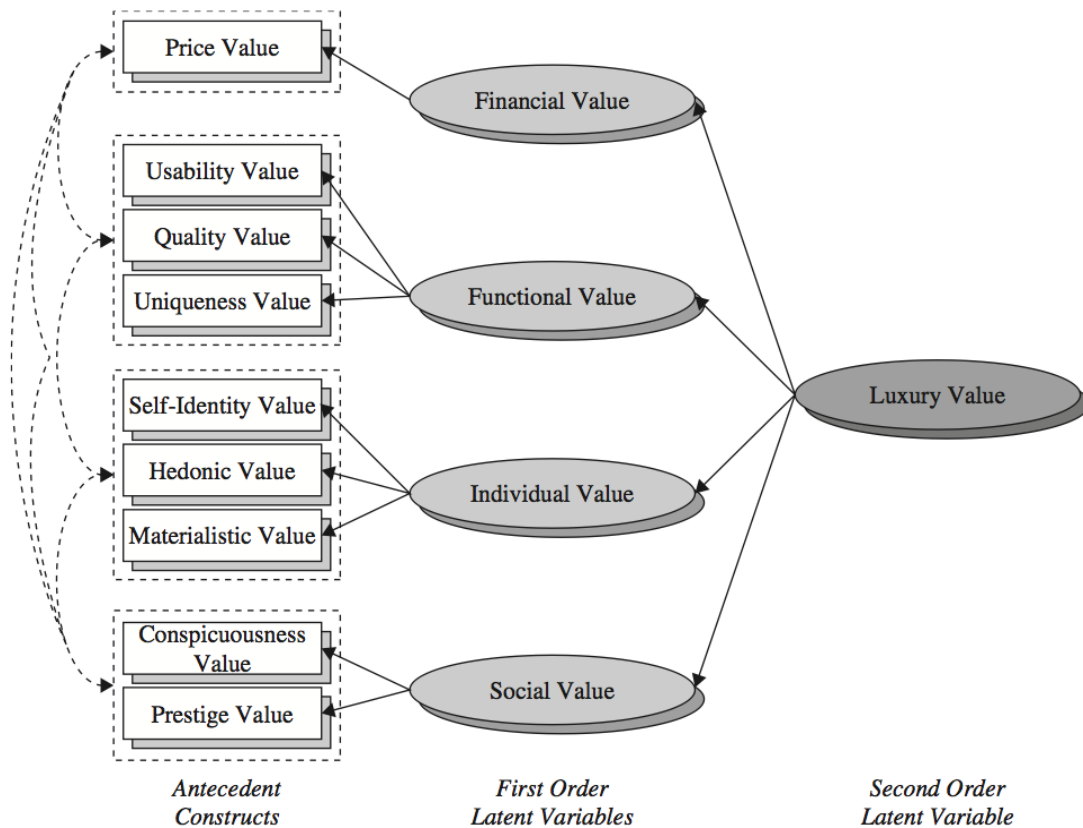 Price Value
Financial Value
Usability Value
Quality Value
Uniqueness Value
Functional Value
Luxury Value
Self-Identity Value
Hedonic Value
Materialistic Value
Individual Value
Conspicuousness
Value
Prestige Value
Social Value
Antecedent
Constructs
First Order
Latent Variables
Second Order
Latent Variable